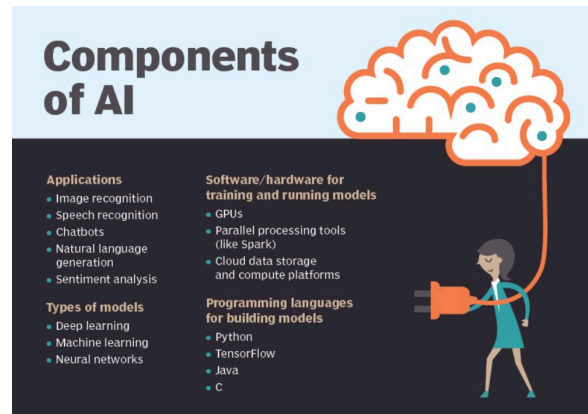 Components
of AI
Applications
• Image recognition
• Speech recognition
• Chatbots
• Natural language
generation
• Sentiment analysis
Types of models
• Deep learning
• Machine learning
• Neural networks
Software/hardware for
training and running models
• GPUs
• Parallel processing tools
(like Spark)
• Cloud data storage
and compute platforms
Programming languages
for building models
• Python
• TensorFlow
• Java
• C